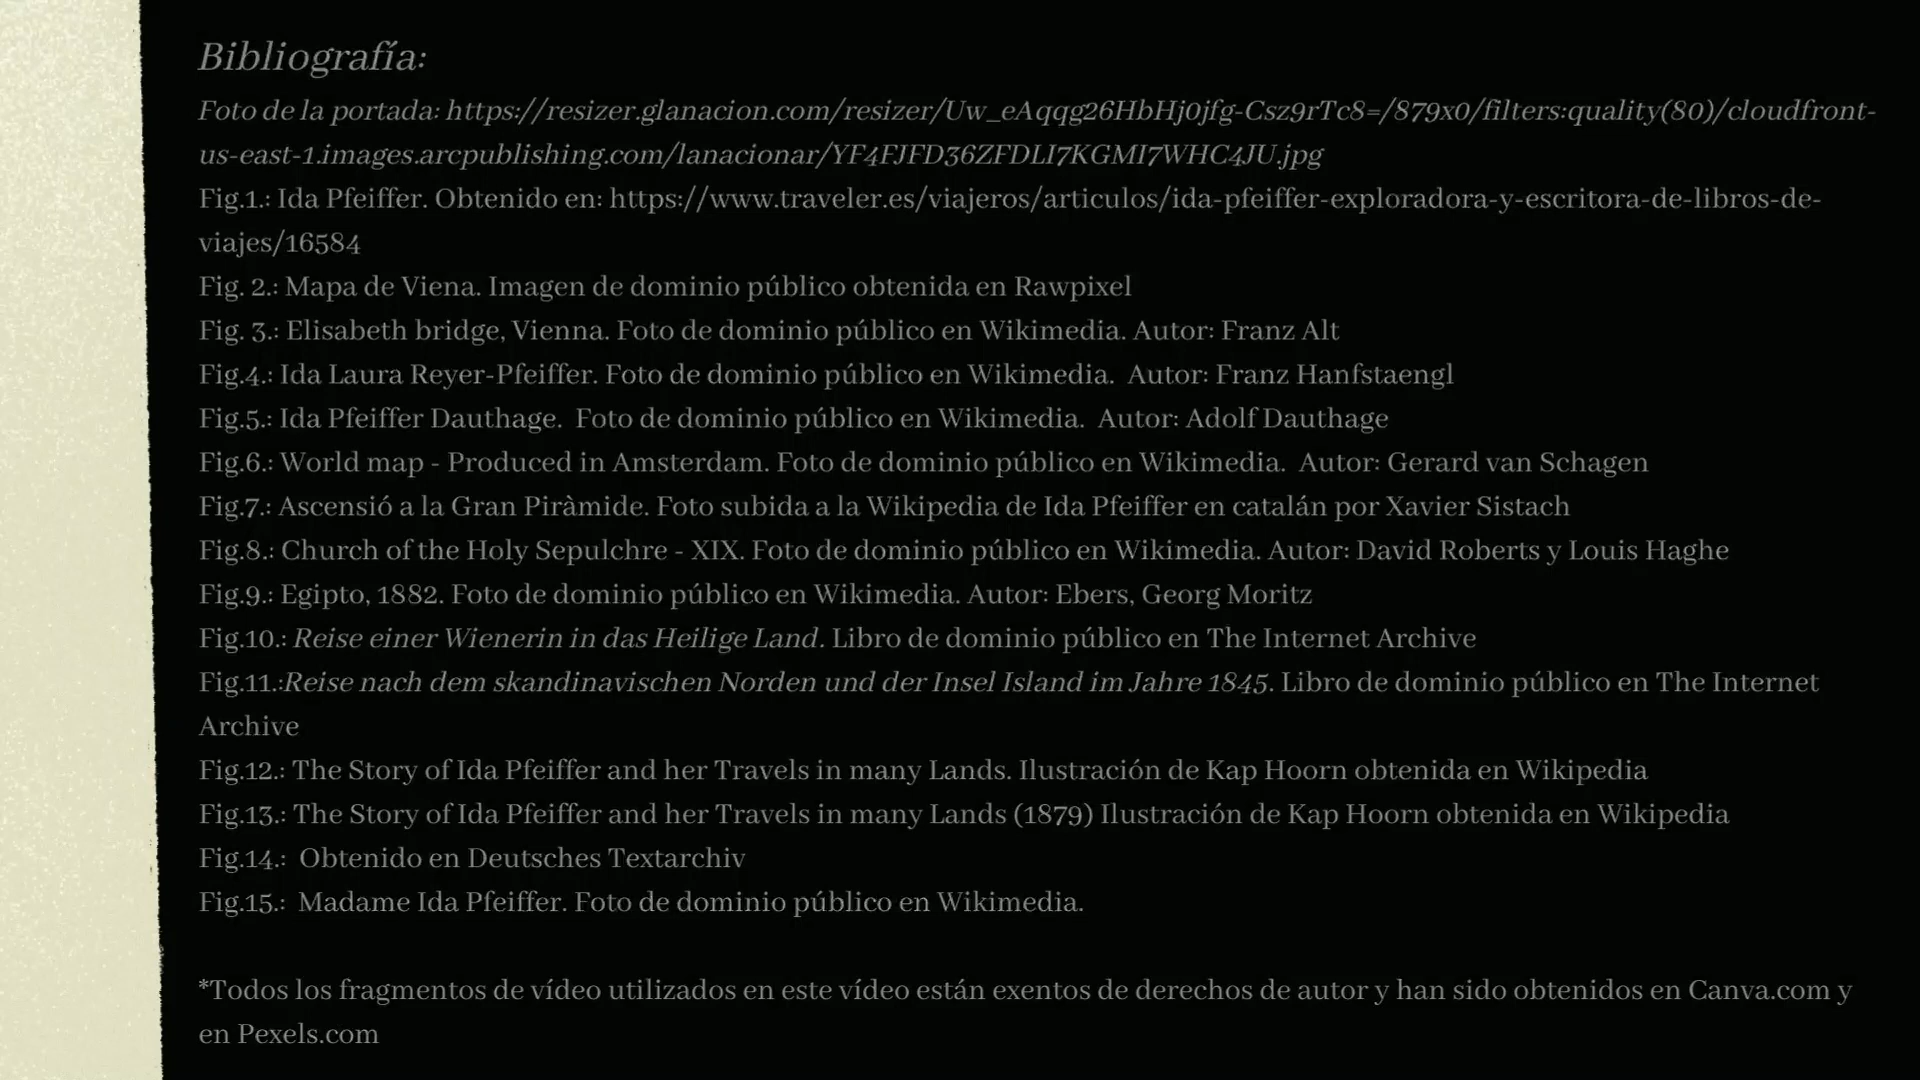 Bibliografía:
Foto de la portada: https://resizer.glanacion.com/resizer/Uw_eAqqg26HbHj0jfg-Csz9rTc8=/879x0/filters:quality(80)/cloudfront-
us-east-1.images.arcpublishing.com/lanacionar/YF4FJFD36ZFDLI7KGMI7WHC4JU.jpg
Fig.1.: Ida Pfeiffer. Obtenido en: https://www.traveler.es/viajeros/articulos/ida-pfeiffer-exploradora-y-escritora-de-libros-de-
viajes/16584
Fig. 2.: Mapa de Viena. Imagen de dominio público obtenida en Rawpixel
Fig. 3.: Elisabeth bridge, Vienna. Foto de dominio público en Wikimedia. Autor: Franz Alt
Fig.4.: Ida Laura Reyer-Pfeiffer. Foto de dominio público en Wikimedia.  Autor: Franz Hanfstaengl
Fig.5.: Ida Pfeiffer Dauthage.  Foto de dominio público en Wikimedia.  Autor: Adolf Dauthage
Fig.6.: World map - Produced in Amsterdam. Foto de dominio público en Wikimedia.  Autor: Gerard van Schagen
Fig.7.: Ascensió a la Gran Piràmide. Foto subida a la Wikipedia de Ida Pfeiffer en catalán por Xavier Sistach
Fig.8.: Church of the Holy Sepulchre - XIX. Foto de dominio público en Wikimedia. Autor: David Roberts y Louis Haghe
Fig.9.: Egipto, 1882. Foto de dominio público en Wikimedia. Autor: Ebers, Georg Moritz
Fig.10.: Reise einer Wienerin in das Heilige Land. Libro de dominio público en The Internet Archive
Fig.11.:Reise nach dem skandinavischen Norden und der Insel Island im Jahre 1845. Libro de dominio público en The Internet
Archive
Fig.12.: The Story of Ida Pfeiffer and her Travels in many Lands. Ilustración de Kap Hoorn obtenida en Wikipedia
Fig.13.: The Story of Ida Pfeiffer and her Travels in many Lands (1879) Ilustración de Kap Hoorn obtenida en Wikipedia
Fig.14.:  Obtenido en Deutsches Textarchiv
Fig.15.:  Madame Ida Pfeiffer. Foto de dominio público en Wikimedia.
*Todos los fragmentos de vídeo utilizados en este vídeo están exentos de derechos de autor y han sido obtenidos en Canva.com y
en Pexels.com